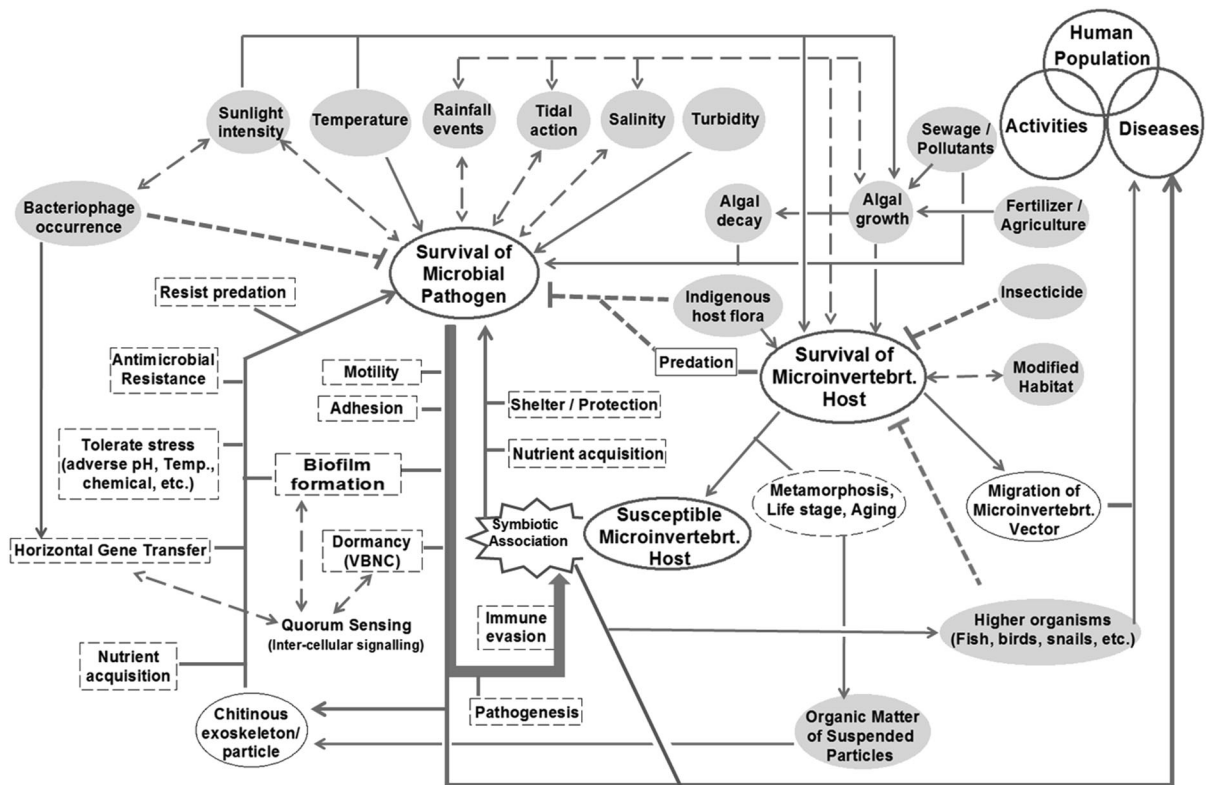 Human
Population
Activities
Diseases
Sunlight
intensity
Temperature
Rainfall
events
Tidal
action
Salinity
Turbidity
Sewage /
Pollutants
Bacteriophage
occurrence
Algal
decay
Algal
growth
Fertilizer /
Agriculture
Survival of
Microbial
Pathogen
Resist predation
Indigenous
host flora
Insecticide
Antimicrobial
Resistance
Motility
Predation
Survival of
Microinvertebrt.
Host
Modified
Habitat
Adhesion
Shelter / Protection
Tolerate stress
(adverse pH, Temp.,
chemical, etc.)
Biofilm
formation
Nutrient acquisition
Metamorphosis,
Life stage, Aging
Migration of
Microinvertebrt.
Vector
Horizontal Gene Transfer
Dormancy
(VBNC)
Symbiotic
Association
Susceptible
Microinvertebrt.
Host
Quorum Sensing
(Inter-cellular signalling)
Immune
evasion
Higher organisms
(Fish, birds, snails, etc.)
Nutrient
acquisition
Pathogenesis
Chitinous
exoskeleton/
particle
Organic Matter
of Suspended
Particles